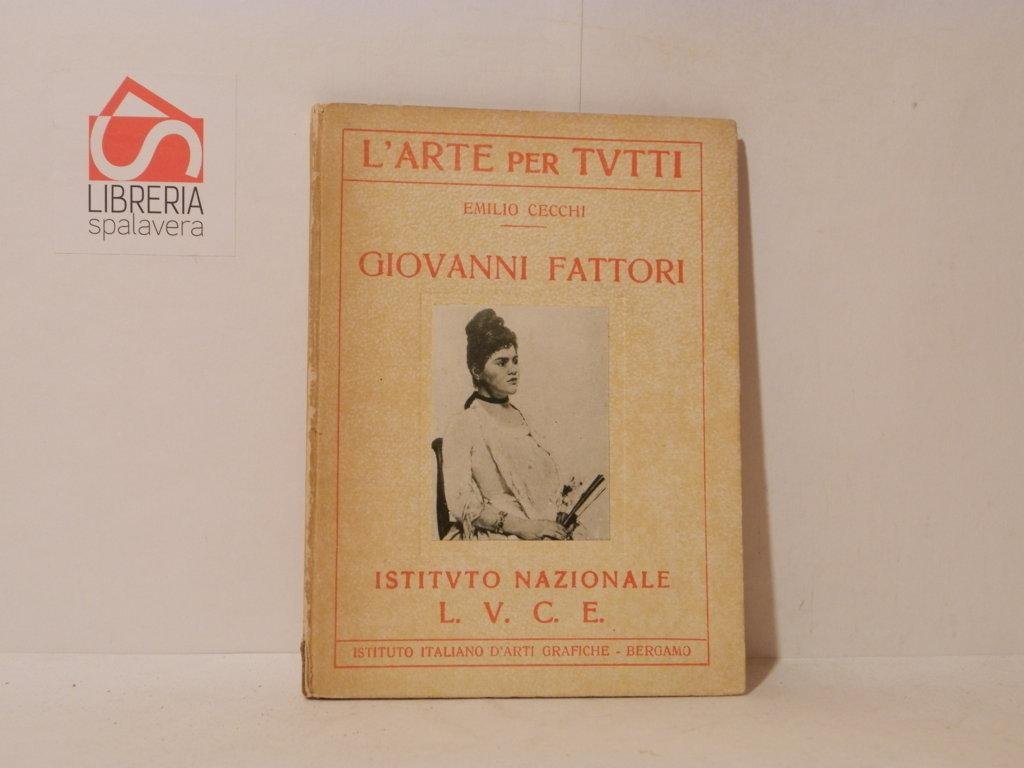 LIBRERIA
spalavera
L'ARTE PER TVTTI
EMILIO CECCHI
GIOVANNI FATTORI
ISTITVTO NAZIONALE
L. V. C. E.
ISTITUTO ITALIANO D'ARTI GRAFICHE - BERGAMO